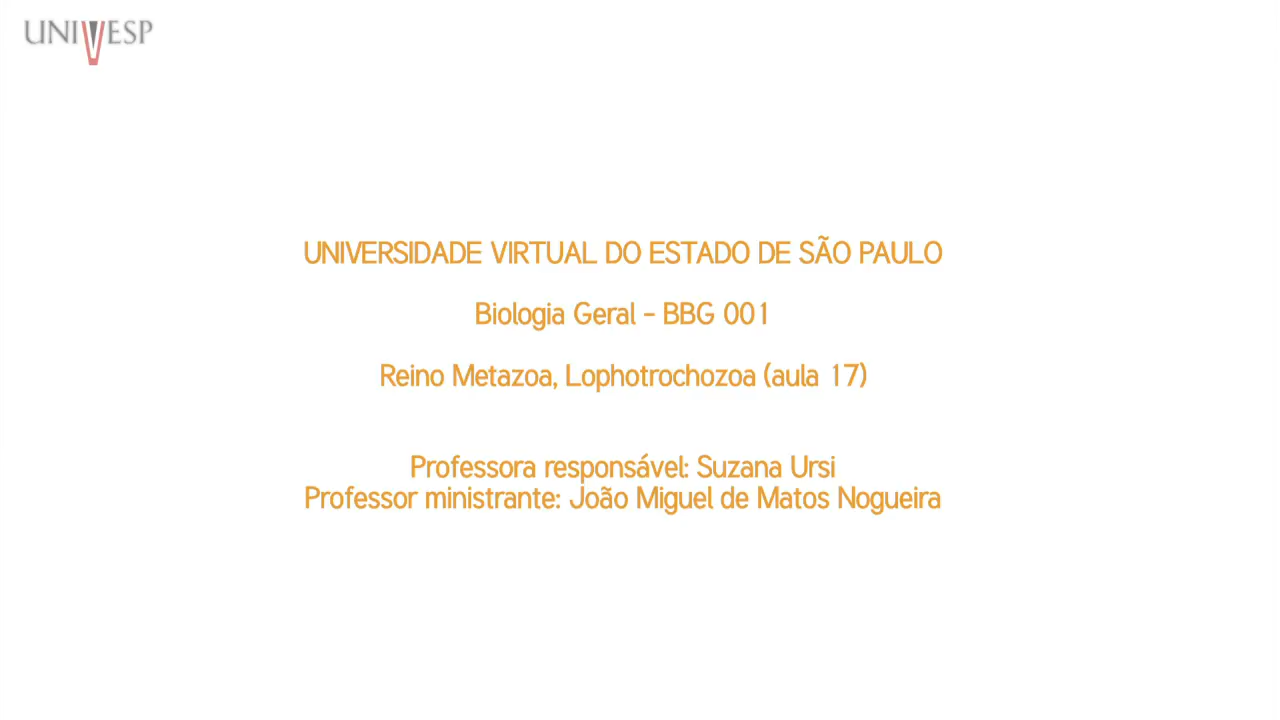 UNIVESP
UNIVERSIDADE VIRTUAL DO ESTADO DE SÃO PAULO
Biologia Geral - BBG 001
Reino Metazoa, Lophotrochozoa (aula 17)
Professora responsável: Suzana Ursi
Professor ministrante: João Miguel de Matos Nogueira